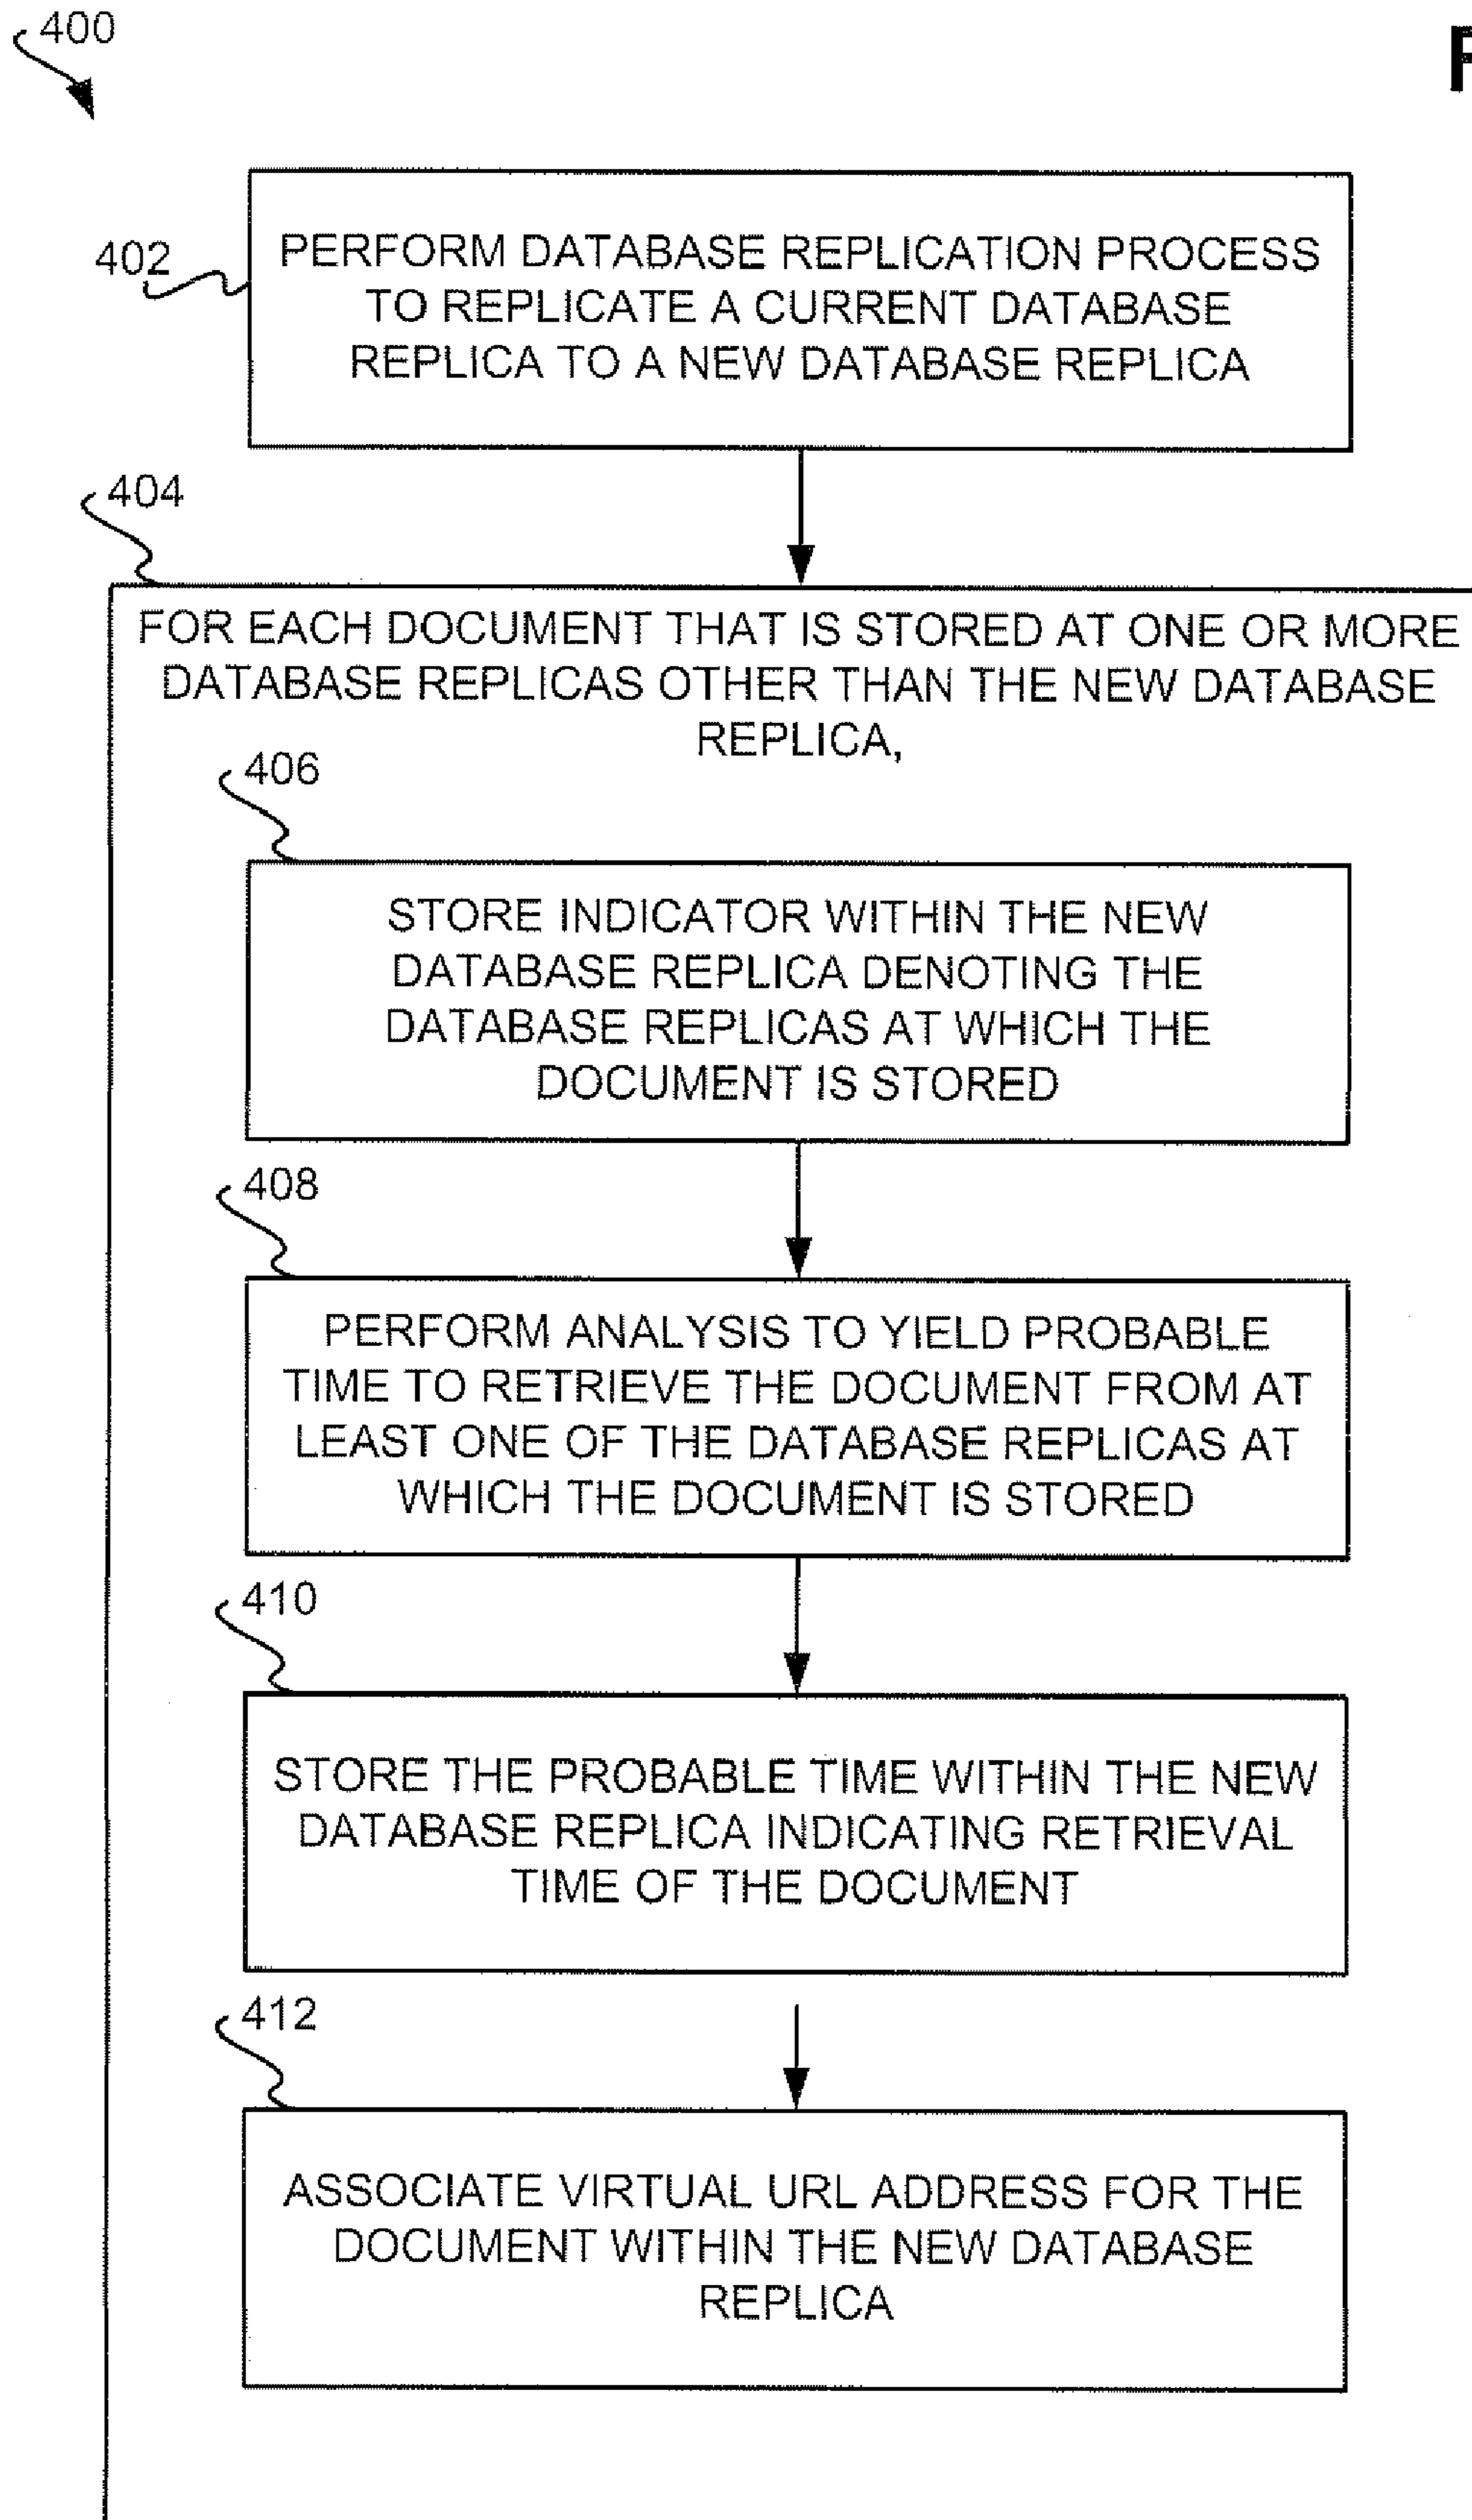 400
402
PERFORM DATABASE REPLICATION PROCESS
TO REPLICATE A CURRENT DATABASE
REPLICA TO A NEW DATABASE REPLICA
404
FOR EACH DOCUMENT THAT IS STORED AT ONE OR MORE
DATABASE REPLICAS OTHER THAN THE NEW DATABASE
REPLICA,
406
STORE INDICATOR WITHIN THE NEW
DATABASE REPLICA DENOTING THE
DATABASE REPLICAS AT WHICH THE
DOCUMENT IS STORED
408
PERFORM ANALYSIS TO YIELD PROBABLE
TIME TO RETRIEVE THE DOCUMENT FROM AT
LEAST ONE OF THE DATABASE REPLICAS AT
WHICH THE DOCUMENT IS STORED
410
STORE THE PROBABLE TIME WITHIN THE NEW
DATABASE REPLICA INDICATING RETRIEVAL
TIME OF THE DOCUMENT
412
ASSOCIATE VIRTUAL URL ADDRESS FOR THE
DOCUMENT WITHIN THE NEW DATABASE
REPLICA